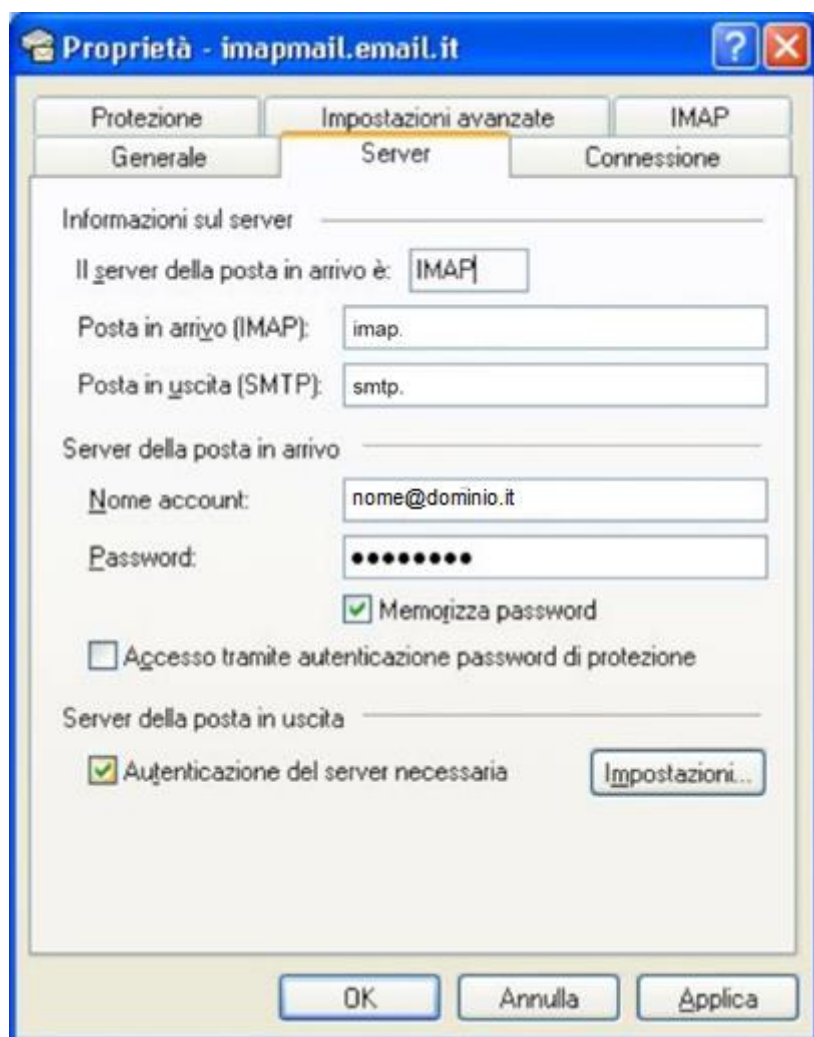 Proprietà - imapmail.email.it
Protezione Impostazioni avanzate IMAP
Generale Server Connessione
Informazioni sul server
Il server della posta in arrivo è: IMAP
Posta in arrivo (IMAP): imap.
Posta in uscita (SMTP): smtp.
Server della posta in arrivo
Nome account: nome@dominio.it
Password: ●●●●●●●●
Memorizza password
Accesso tramite autenticazione password di protezione
Server della posta in uscita
Autenticazione del server necessaria Impostazioni...
OK Annulla Applica